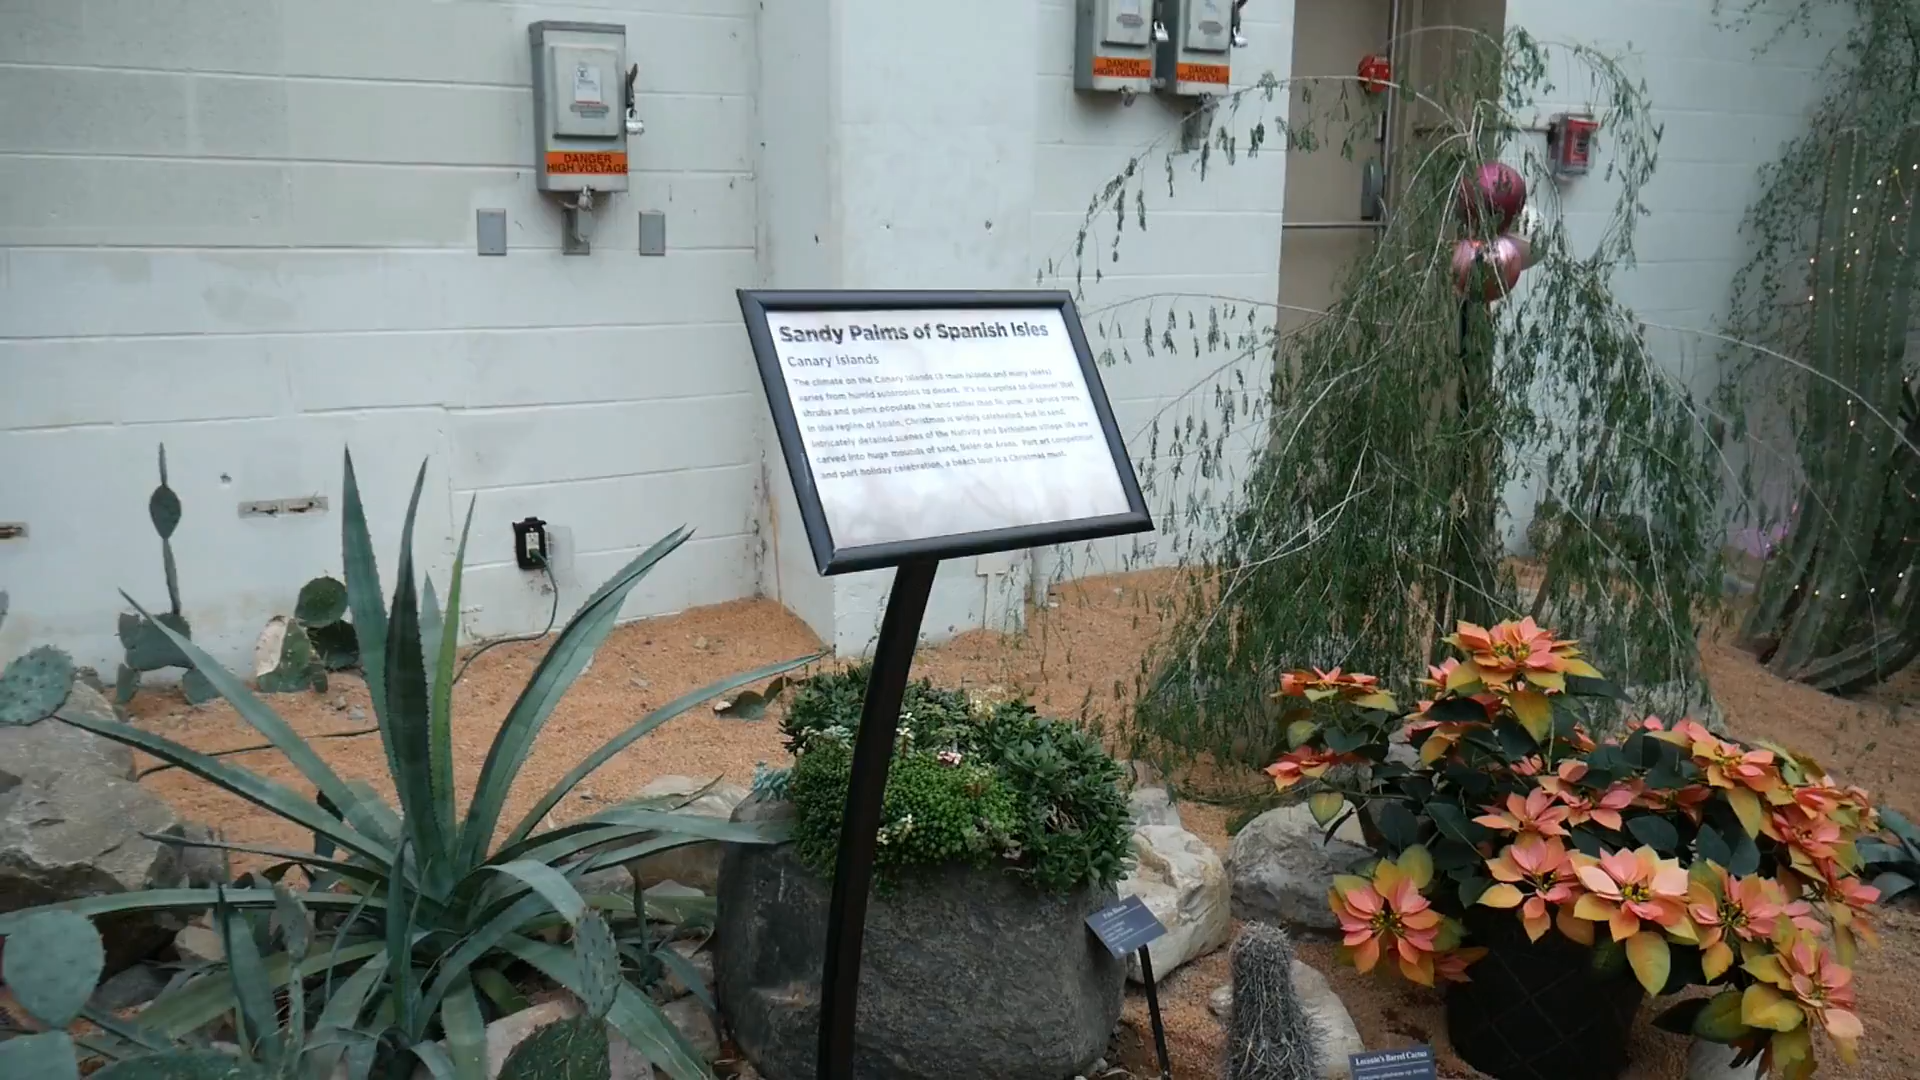 DANGER
HIGH VOLTAGE
DANGER
HIGH VOLTAGE
DANGER
HIGH VOLTAGE
Sandy Palms of Spanish Isles
Canary Islands
The climate on the Canary Islands (8 main islands and many islets)
varies from humid subtropics to desert. It's no surprise to discover that
shrubs and palms populate the land rather than fir, pine, or spruce trees.
In this region of Spain, Christmas is widely celebrated, but in sand.
Intricately detailed scenes of the Nativity and Bethlehem village life are
carved into huge mounds of sand, Belén de Arena. Part art competition
and part holiday celebration, a beach tour is a Christmas must.
Leconte's Barrel Cactus